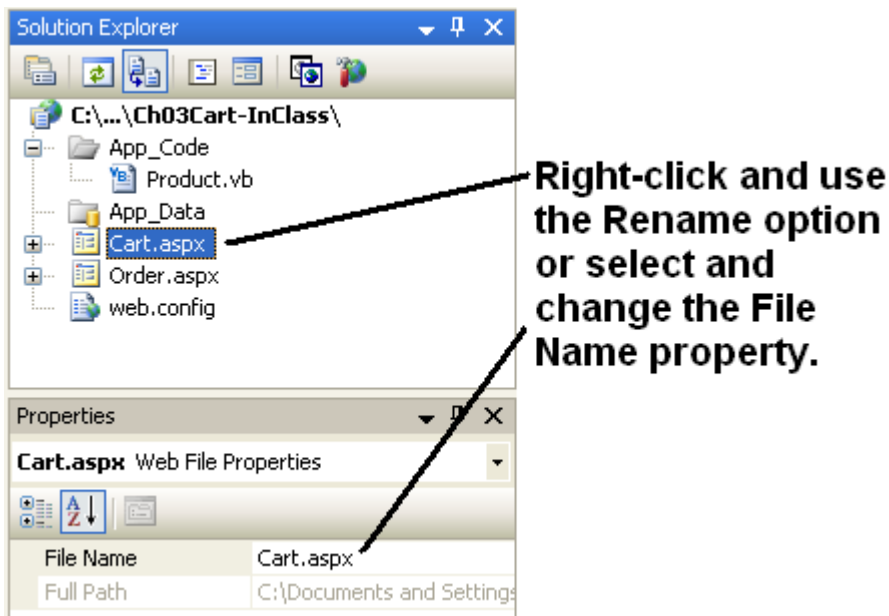 Solution Explorer
C:\...\Ch03Cart-InClass\
App_Code
Product.vb
App_Data
Cart.aspx
Order.aspx
web.config
Right-click and use
the Rename option
or select and
change the File
Name property.
Properties
Cart.aspx Web File Properties
File Name Cart.aspx
Full Path C:\Documents and Settings